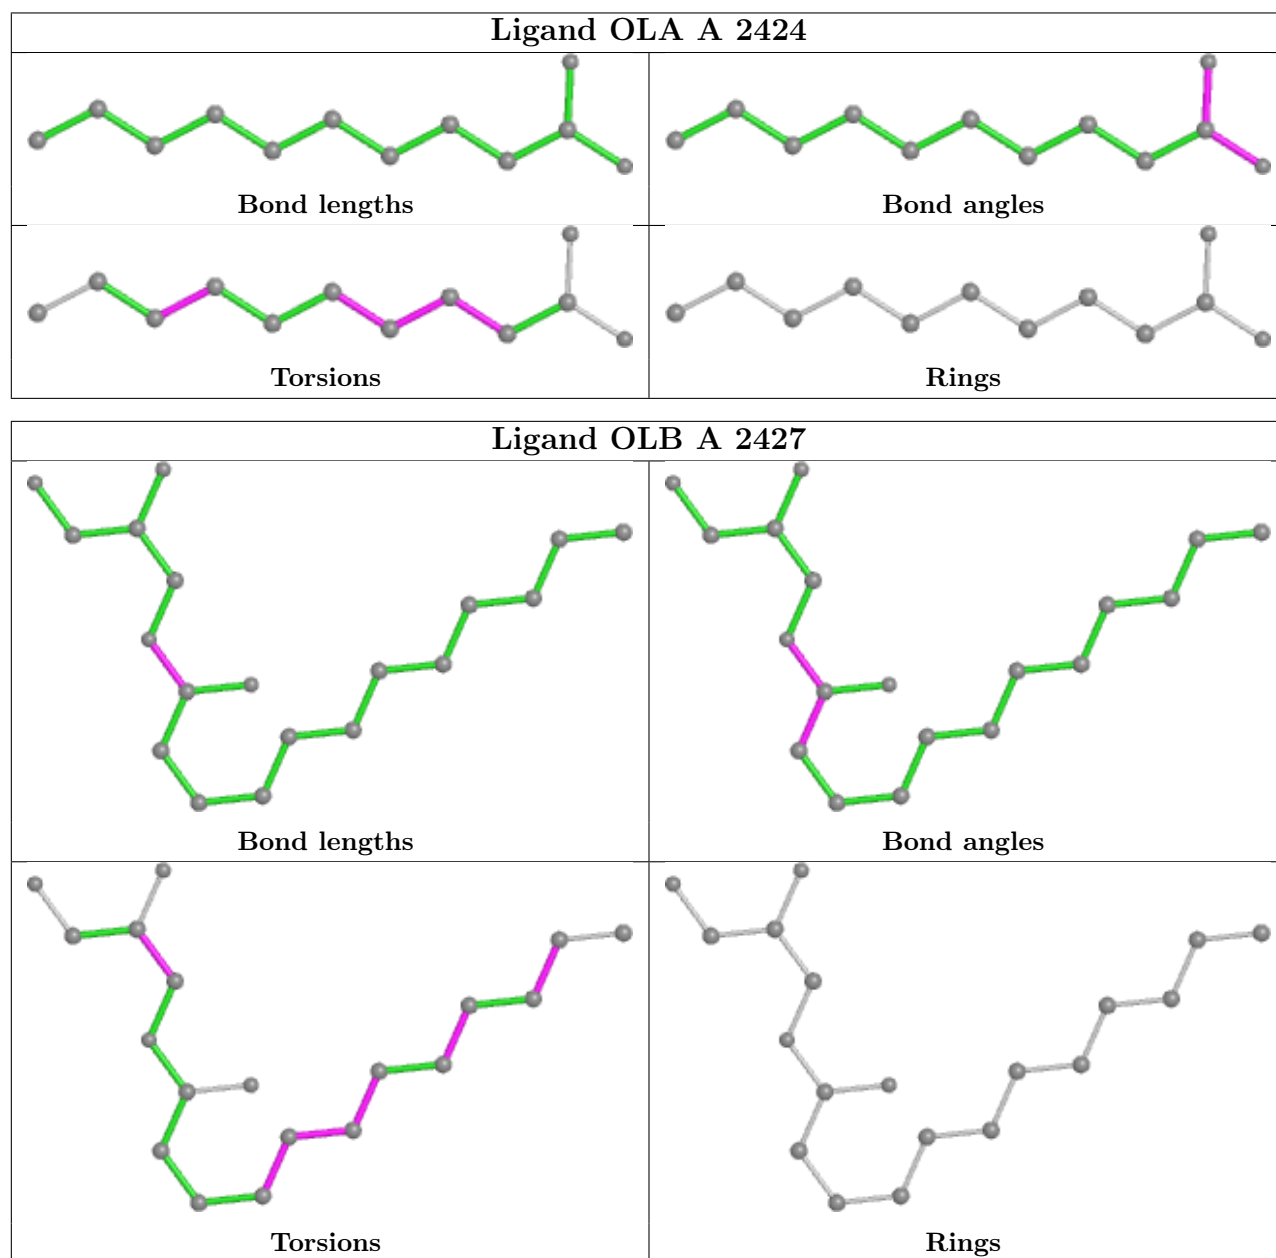 Ligand OLA A 2424
Bond lengths
Bond angles
Torsions
Rings
Ligand OLB A 2427
Bond lengths
Bond angles
Torsions
Rings